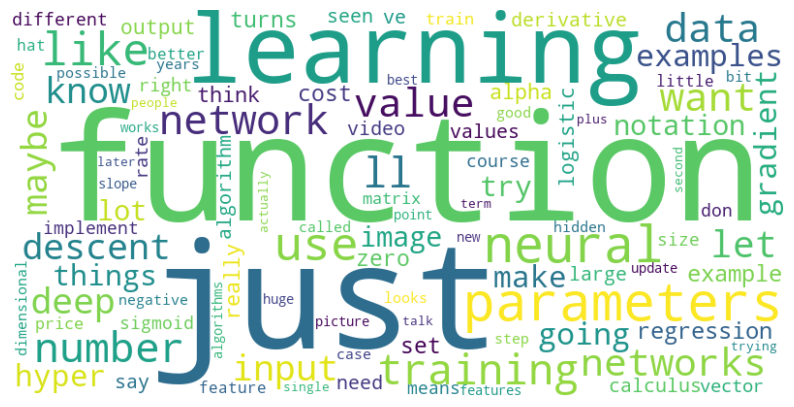 different
output
turns
seen
ve
train
derivative
data
hat
like
better
learning
examples
possible
years
best
code
know
right
think
cost
value
alpha
want
little
bit
people
network
video
good
plus
notation
works
values
logistic
gradient
maybe
function
later
rate
algorithm
actually
ll
course
try
second
slope
matrix
point
term
don
implement
lot
called
new
hidden
descent
just
use
image
neural
size
let
things
really
zero
make
large
update
example
dimensional
deep
negative
huge
looks
parameters
price
sigmoid
algorithms
picture
talk
set
going
step
regression
number
input
case
training
networks
trying
hyper
say
feature
single
need
means
features
calculus
vector